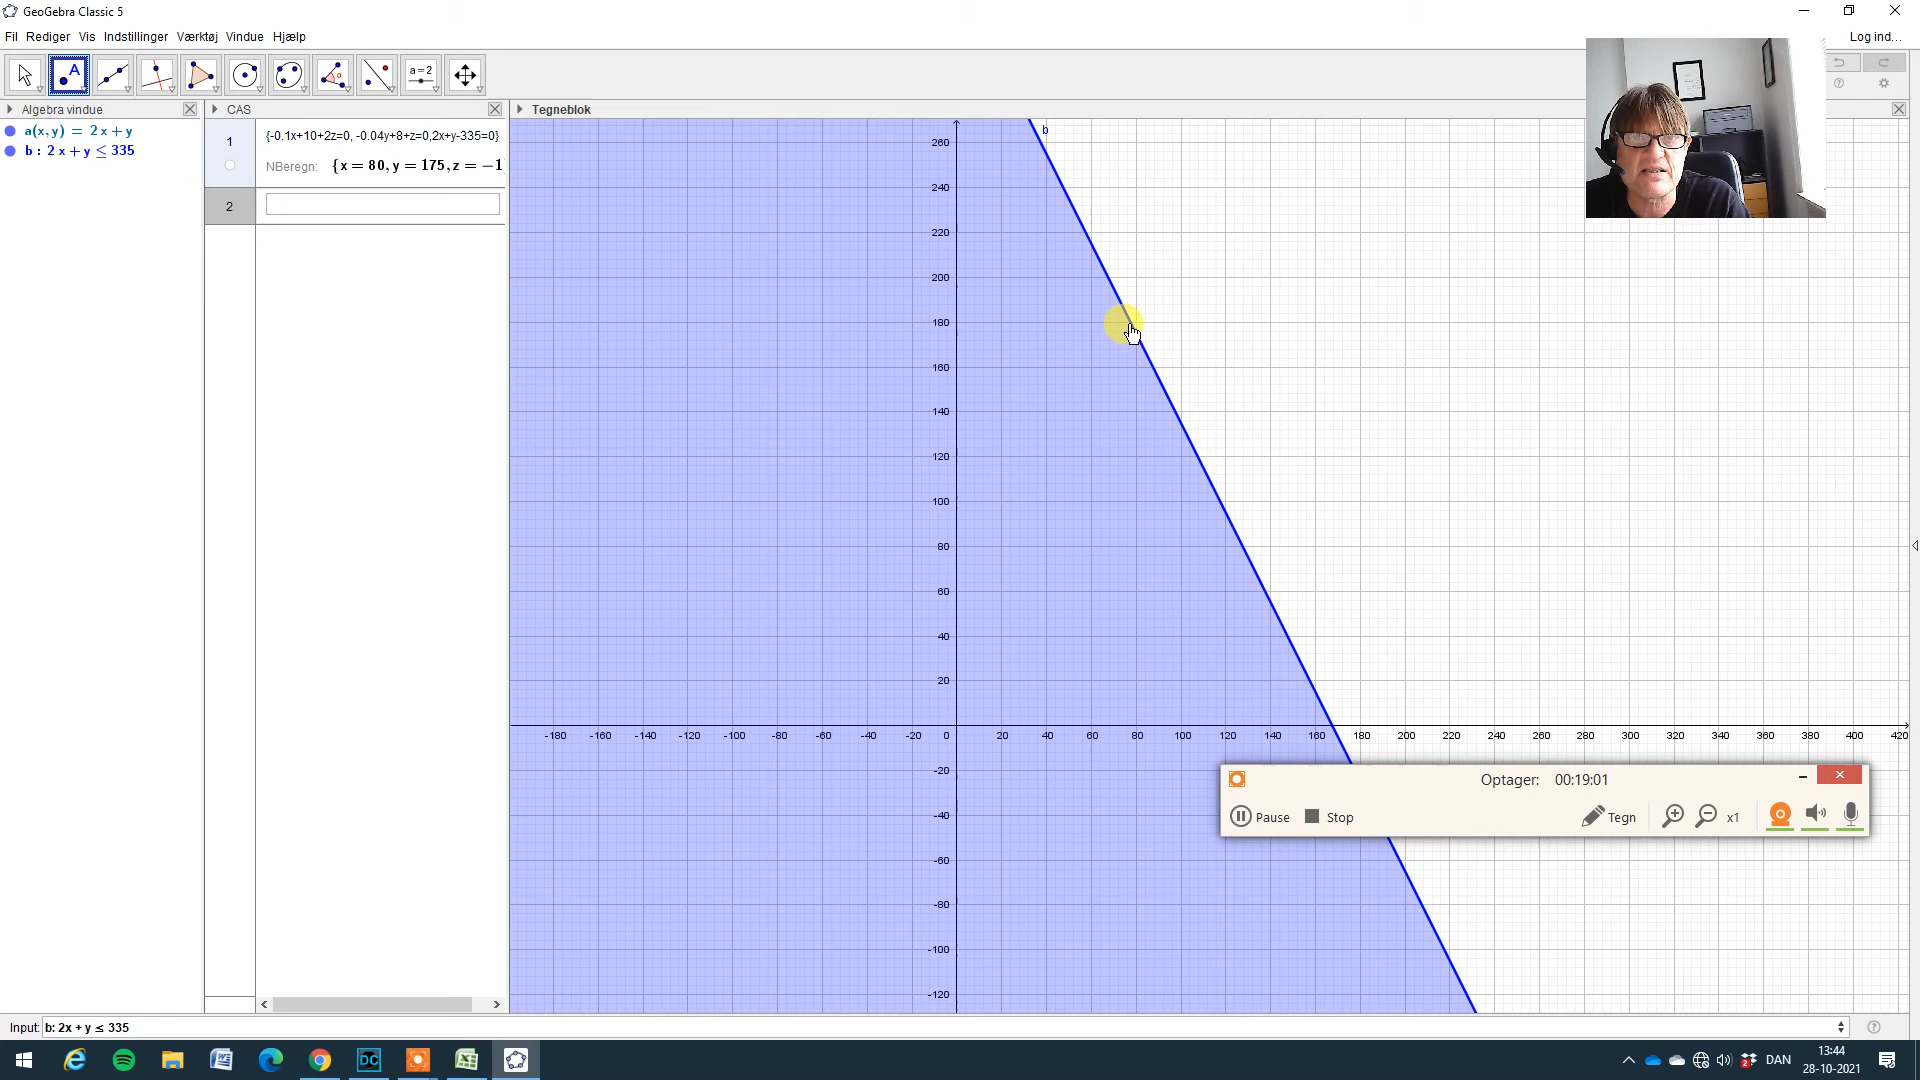 GeoGebra Classic 5
Fil Rediger Vis Indstillinger Værktøj Vindue Hjælp
Log ind...
A
α
a=2
Algebra vindue
CAS
Tegneblok
a(x,y) = 2 x + y
b : 2 x + y ≤ 335
1
{-0.1x+10+2z=0, -0.04y+8+z=0,2x+y-335=0}
NBeregn: {x = 80, y = 175, z = −1
2
b
260
240
220
200
180
160
140
120
100
80
60
40
20
-180 -160 -140 -120 -100 -80 -60 -40 -20 0 20 40 60 80 100 120 140 160 180 200 220 240 260 280 300 320 340 360 380 400 420
-20
-40
-60
-80
-100
-120
Optager: 00:19:01
Pause Stop Tegn x1
Input: b: 2x + y ≤ 335
DC
DAN
13:44
28-10-2021